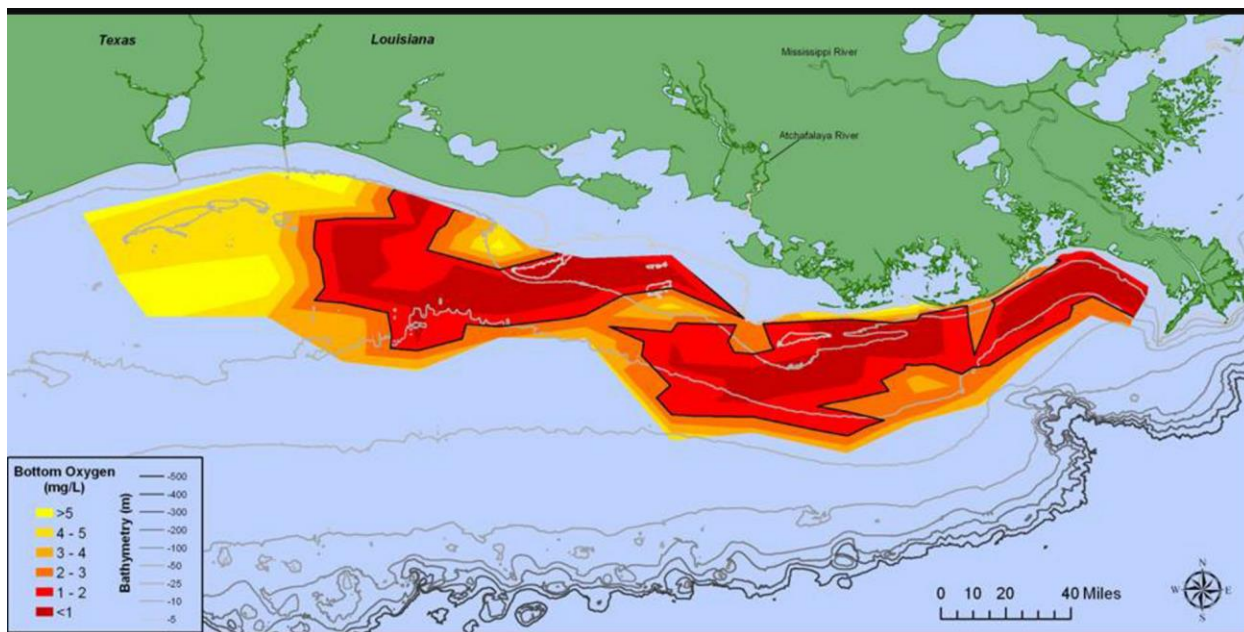 Texas
Louisiana
Mississippi River
Atchafalaya River
Bottom Oxygen
(mg/L)
>5
4 - 5
3 - 4
2 - 3
1 - 2
<1
Bathymetry (m)
-500
-400
-300
-200
-100
-50
-25
-10
-5
0 10 20 40 Miles
N
W E
S